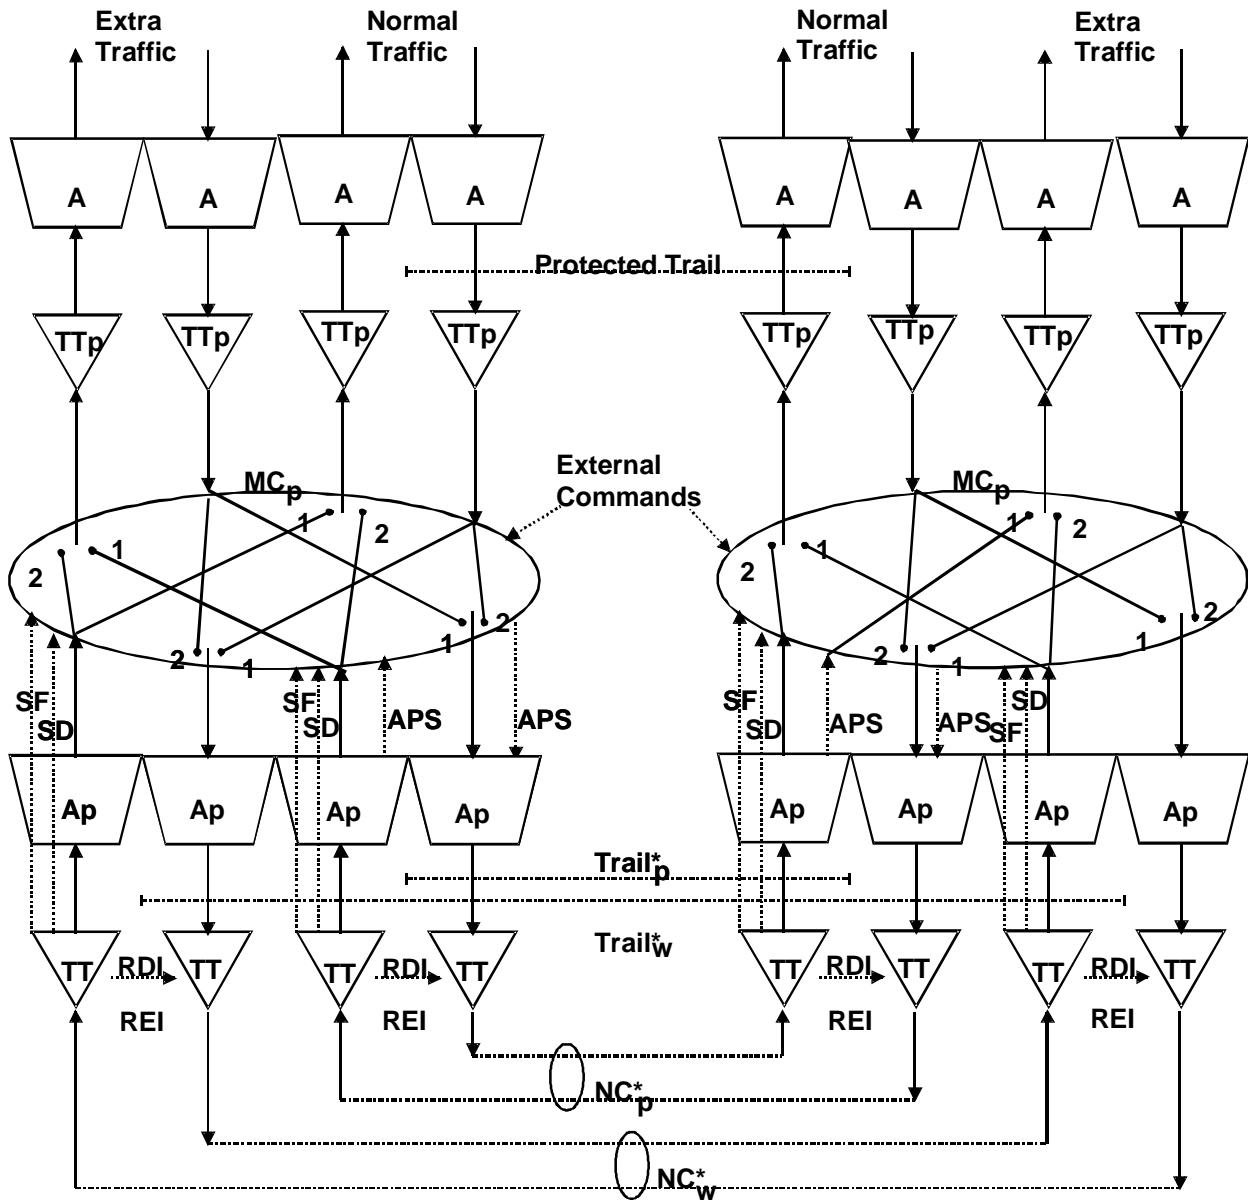 Extra Traffic
Normal Traffic
Normal Traffic
Extra Traffic
A A A A A A A A
Protected Trail
TTp TTp TTp TTp TTp TTp TTp TTp
External Commands
MCp MCp
1 2 1 2
1 2 1 2
2 1 1 2 2 1 1 2
SF SD SF SD APS APS SF SD APS APS SD SF
Ap Ap Ap Ap Ap Ap Ap Ap
Trail*p
Trail*w
TT RDI TT TT RDI TT TT RDI TT TT RDI TT
REI REI REI REI
NC*p
NC*w